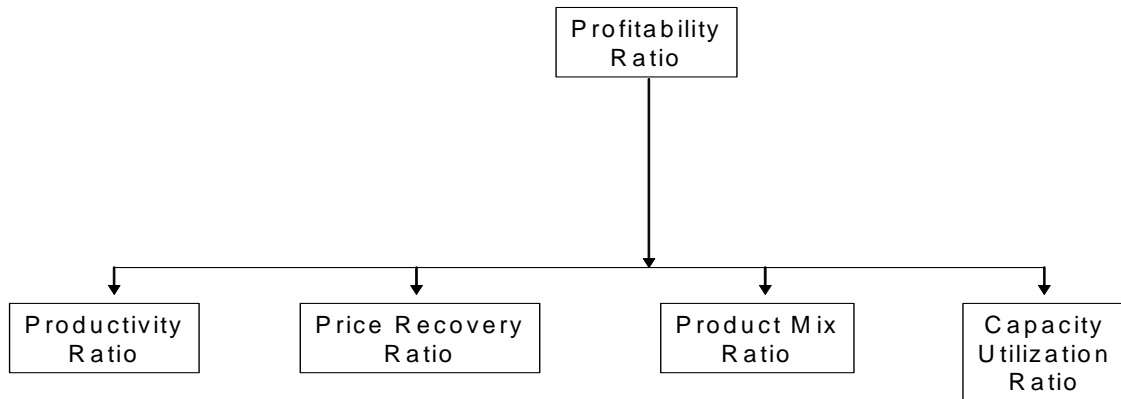 Profitability
Ratio
Productivity
Ratio
Price Recovery
Ratio
Product Mix
Ratio
Capacity
Utilization
Ratio